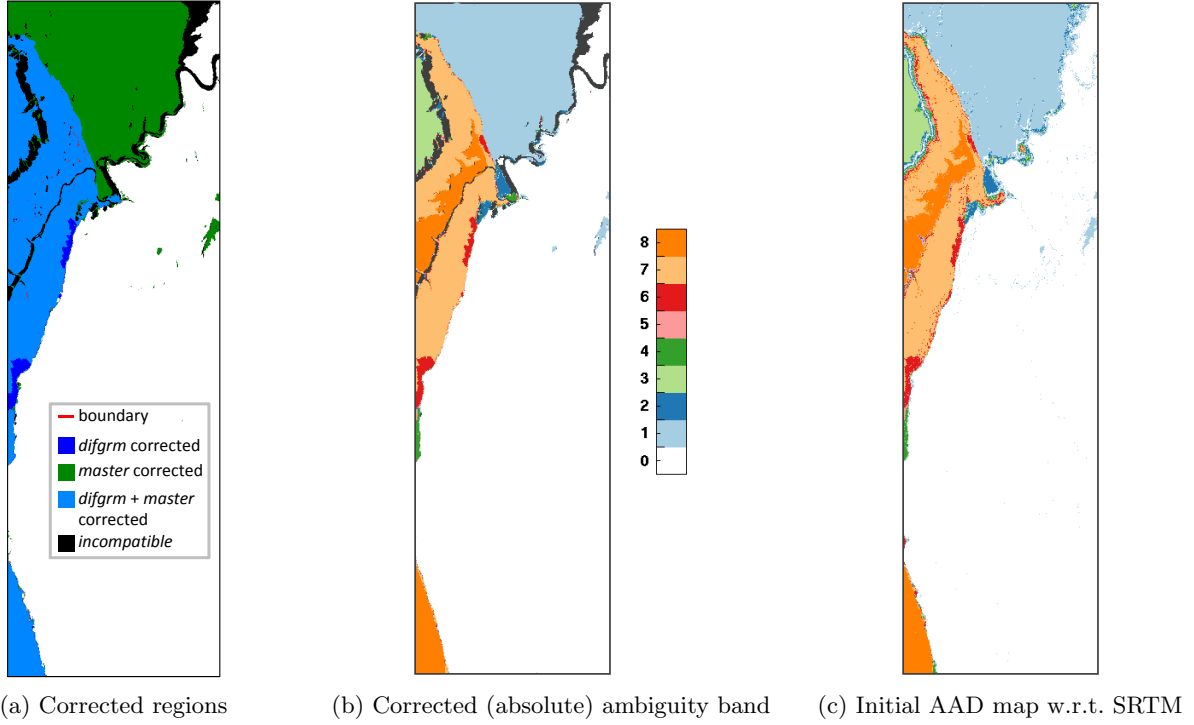 boundary
difgrm corrected
master corrected
difgrm + master
corrected
incompatible
8
7
6
5
4
3
2
1
0
(a) Corrected regions
(b) Corrected (absolute) ambiguity band
(c) Initial AAD map w.r.t. SRTM